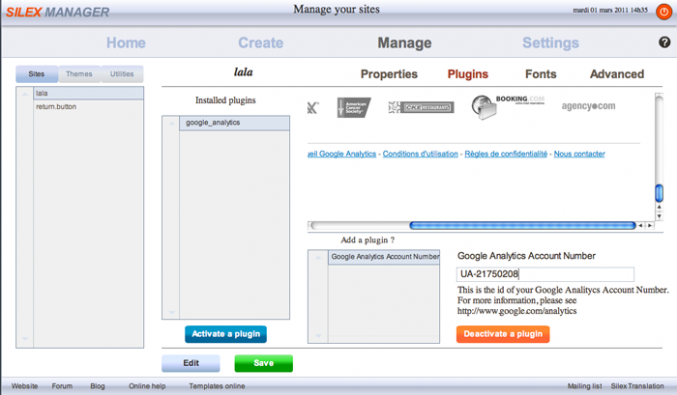 SILEX MANAGER
Manage your sites
mardi 01 mars 2011 14h35
Home
Create
Manage
Settings
?
Sites
Themes
Utilities
lala
Properties
Plugins
Fonts
Advanced
lala
return.button
Installed plugins
google_analytics
American Cancer Society
BOOKING.COM
agency.com
eil Google Analytics - Conditions d'utilisation - Règles de confidentialité - Nous contacter
Add a plugin ?
Google Analytics Account Number
Google Analytics Account Number
UA-21750208
This is the id of your Google Analitycs Account Number.
For more information, please see
http://www.google.com/analytics
Activate a plugin
Deactivate a plugin
Edit
Save
Website
Forum
Blog
Online help
Templates online
Mailing list
Silex Translation